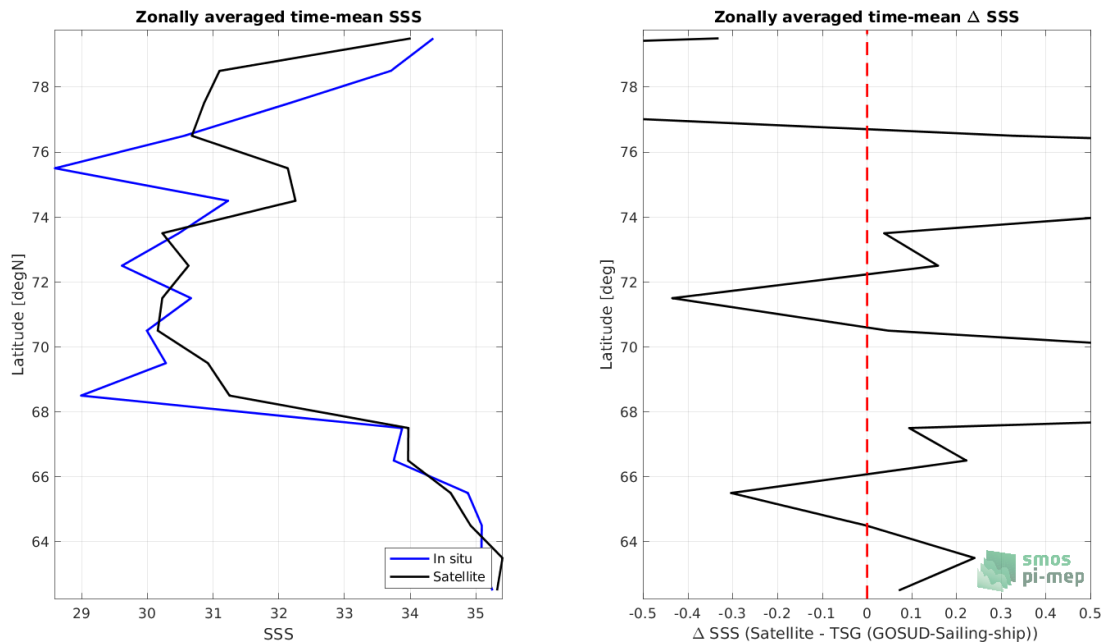 Zonally averaged time-mean SSS
78
76
74
72
70
68
66
64
Latitude [degN]
29
30
31
32
33
34
35
SSS
In situ
Satellite
Zonally averaged time-mean Δ SSS
78
76
74
72
70
68
66
64
Latitude [deg]
-0.5 -0.4 -0.3 -0.2 -0.1 0 0.1 0.2 0.3 0.4 0.5
Δ SSS (Satellite - TSG (GOSUD-Sailing-ship))
smos
pi-mep